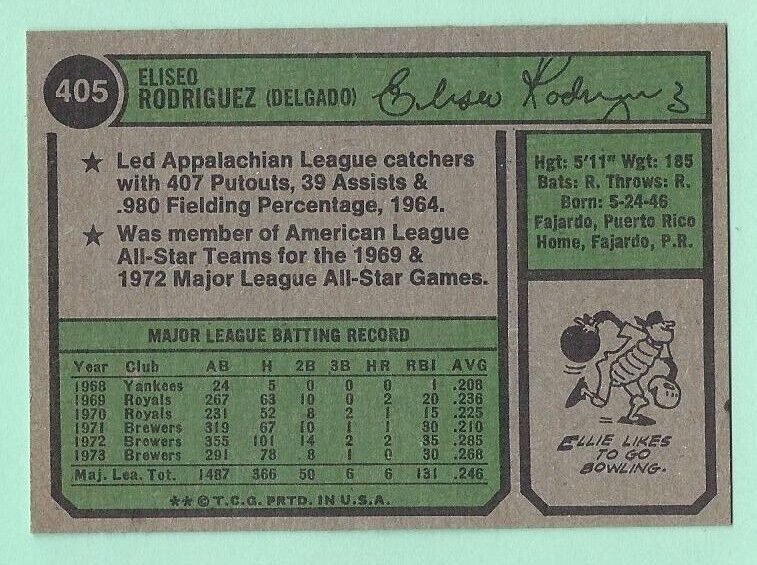 405
ELISEO
RODRIGUEZ (DELGADO)
Eliseo Rodriguez
★ Led Appalachian League catchers
with 407 Putouts, 39 Assists &
.980 Fielding Percentage, 1964.
★ Was member of American League
All-Star Teams for the 1969 &
1972 Major League All-Star Games.
Hgt: 5'11" Wgt: 185
Bats: R. Throws: R.
Born: 5-24-46
Fajardo, Puerto Rico
Home, Fajardo, P.R.
MAJOR LEAGUE BATTING RECORD
Year Club AB H 2B 3B HR RBI AVG
1968 Yankees 24 5 0 0 0 1 .208
1969 Royals 267 63 10 0 2 20 .236
1970 Royals 231 52 8 2 1 15 .225
1971 Brewers 319 67 10 1 1 30 .210
1972 Brewers 355 101 14 2 2 35 .285
1973 Brewers 291 78 8 1 0 30 .268
Maj. Lea. Tot. 1487 366 50 6 6 131 .246
** © T.C.G. PRTD. IN U.S.A.
ELLIE LIKES
TO GO
BOWLING.